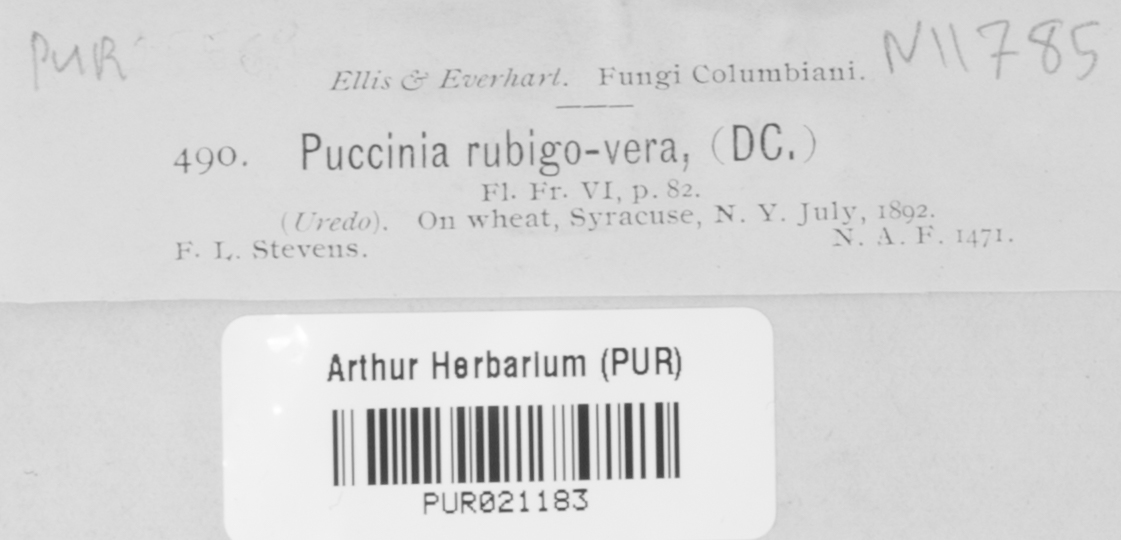 PUR
N11785
Ellis & Everhart. Fungi Columbiani.
490. Puccinia rubigo-vera, (DC.)
Fl. Fr. VI, p. 82.
(Uredo). On wheat, Syracuse, N. Y. July, 1892.
F. L. Stevens.
N. A. F. 1471.
Arthur Herbarium (PUR)
PUR021183